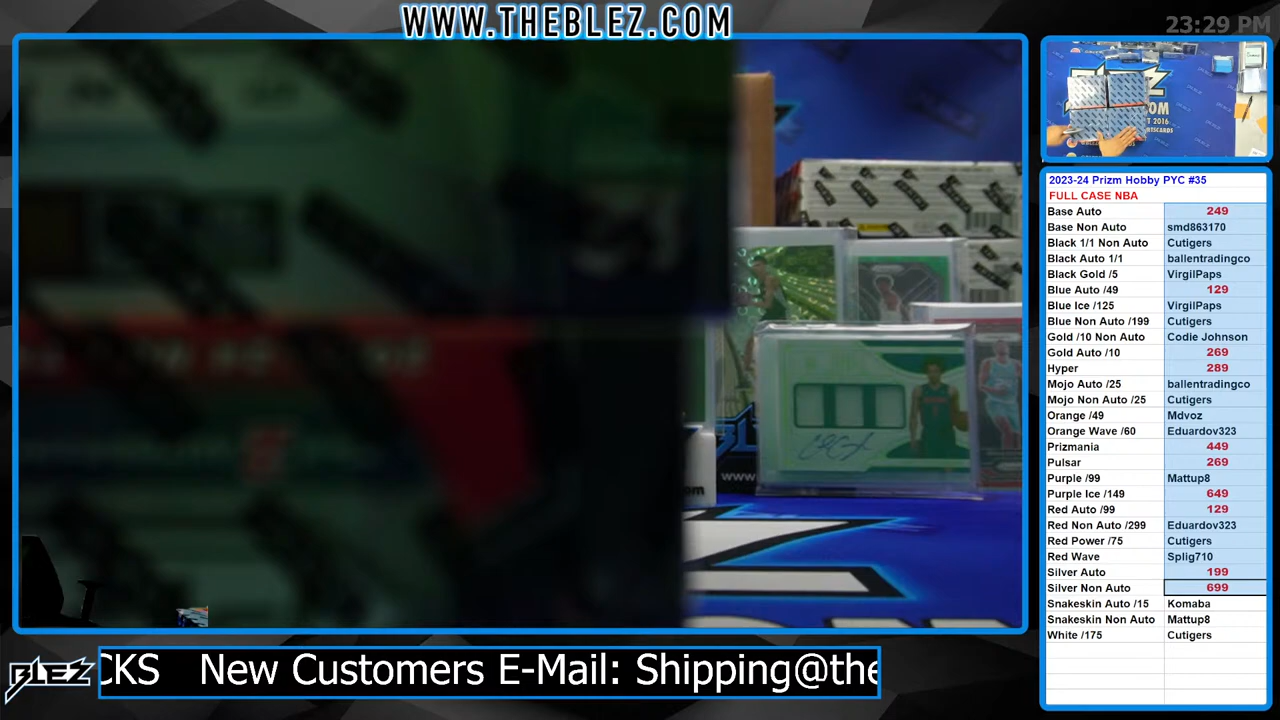 WWW.THEBLEZ.COM
23:29 PM
2023-24 Prizm Hobby PYC #35
FULL CASE NBA
Base Auto 249
Base Non Auto smd863170
Black 1/1 Non Auto Cutigers
Black Auto 1/1 ballentradingco
Black Gold /5 VirgilPaps
Blue Auto /49 129
Blue Ice /125 VirgilPaps
Blue Non Auto /199 Cutigers
Gold /10 Non Auto Codie Johnson
Gold Auto /10 269
Hyper 289
Mojo Auto /25 ballentradingco
Mojo Non Auto /25 Cutigers
Orange /49 Mdvoz
Orange Wave /60 Eduardov323
Prizmania 449
Pulsar 269
Purple /99 Mattup8
Purple Ice /149 649
Red Auto /99 129
Red Non Auto /299 Eduardov323
Red Power /75 Cutigers
Red Wave Splig710
Silver Auto 199
Silver Non Auto 699
Snakeskin Auto /15 Komaba
Snakeskin Non Auto Mattup8
White /175 Cutigers
BLEZ
CKS New Customers E-Mail: Shipping@the